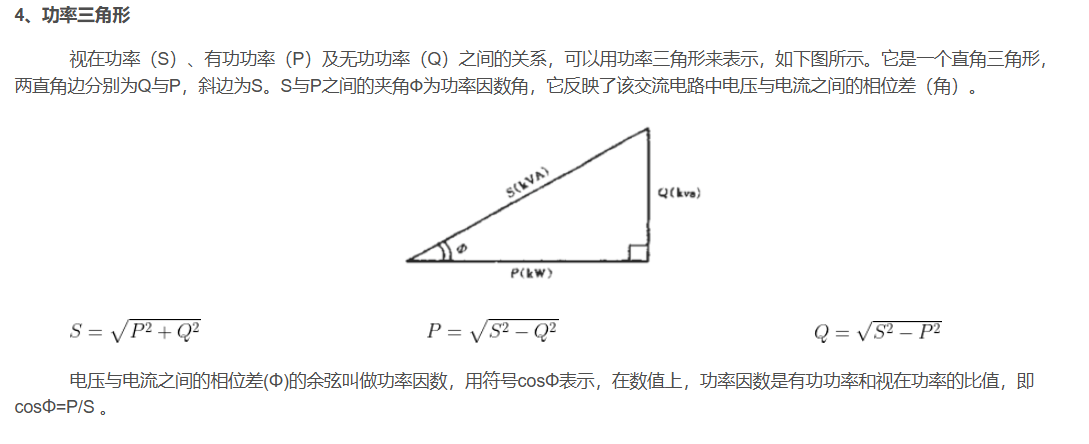 4、功率三角形
视在功率（S）、有功功率（P）及无功功率（Q）之间的关系，可以用功率三角形来表示，如下图所示。它是一个直角三角形，
两直角边分别为Q与P，斜边为S。S与P之间的夹角Φ为功率因数角，它反映了该交流电路中电压与电流之间的相位差（角）。
S(kVA)
Q(kva)
Φ
P(kW)
S = √(P² + Q²) P = √(S² − Q²) Q = √(S² − P²)
电压与电流之间的相位差(Φ)的余弦叫做功率因数，用符号cosΦ表示，在数值上，功率因数是有功功率和视在功率的比值，即
cosΦ=P/S 。